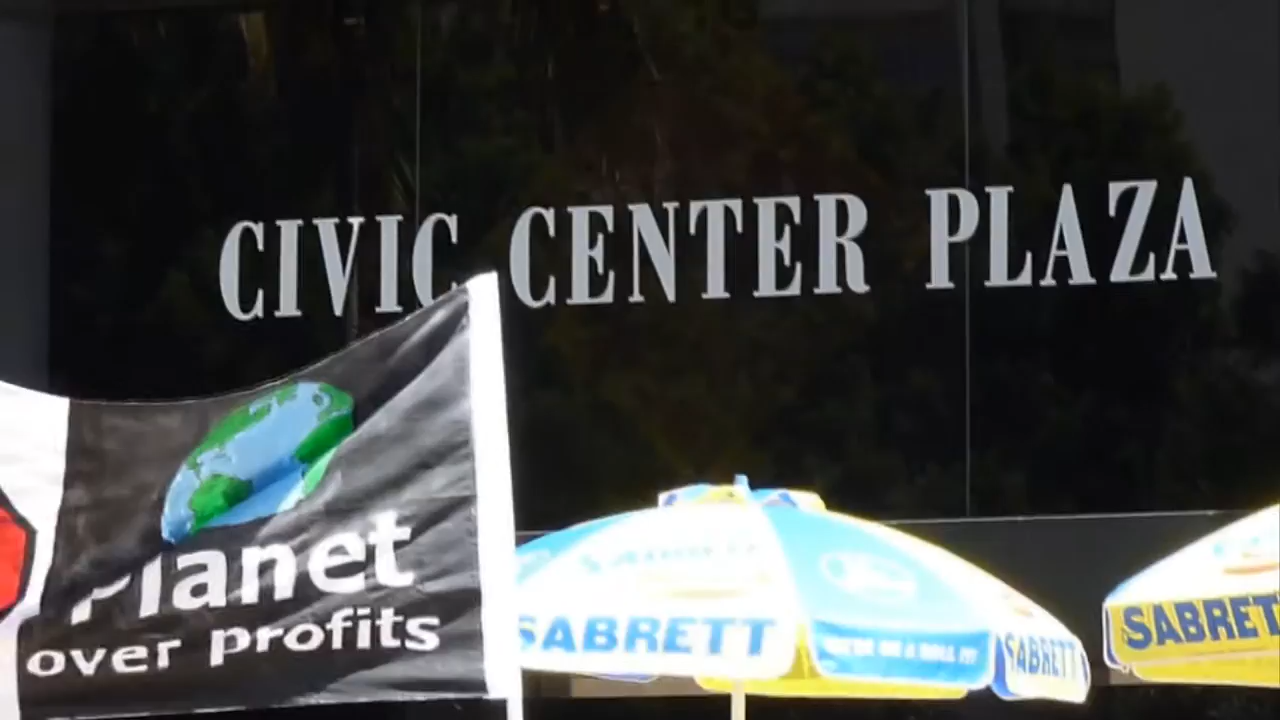 CIVIC CENTER PLAZA
Planet
over profits
SABRETT
SABRETT
SABRETT